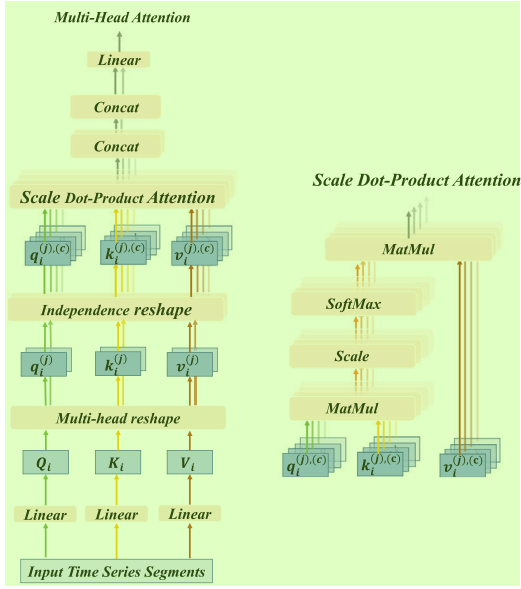 Multi-Head Attention
Linear
Concat
Concat
Scale Dot-Product Attention
q_i^{(j),(c)} k_i^{(j),(c)} v_i^{(j),(c)}
Independence reshape
q_i^{(j)} k_i^{(j)} v_i^{(j)}
Multi-head reshape
Q_i K_i V_i
Linear Linear Linear
Input Time Series Segments
Scale Dot-Product Attention
MatMul
SoftMax
Scale
MatMul
q_i^{(j),(c)} k_i^{(j),(c)} v_i^{(j),(c)}